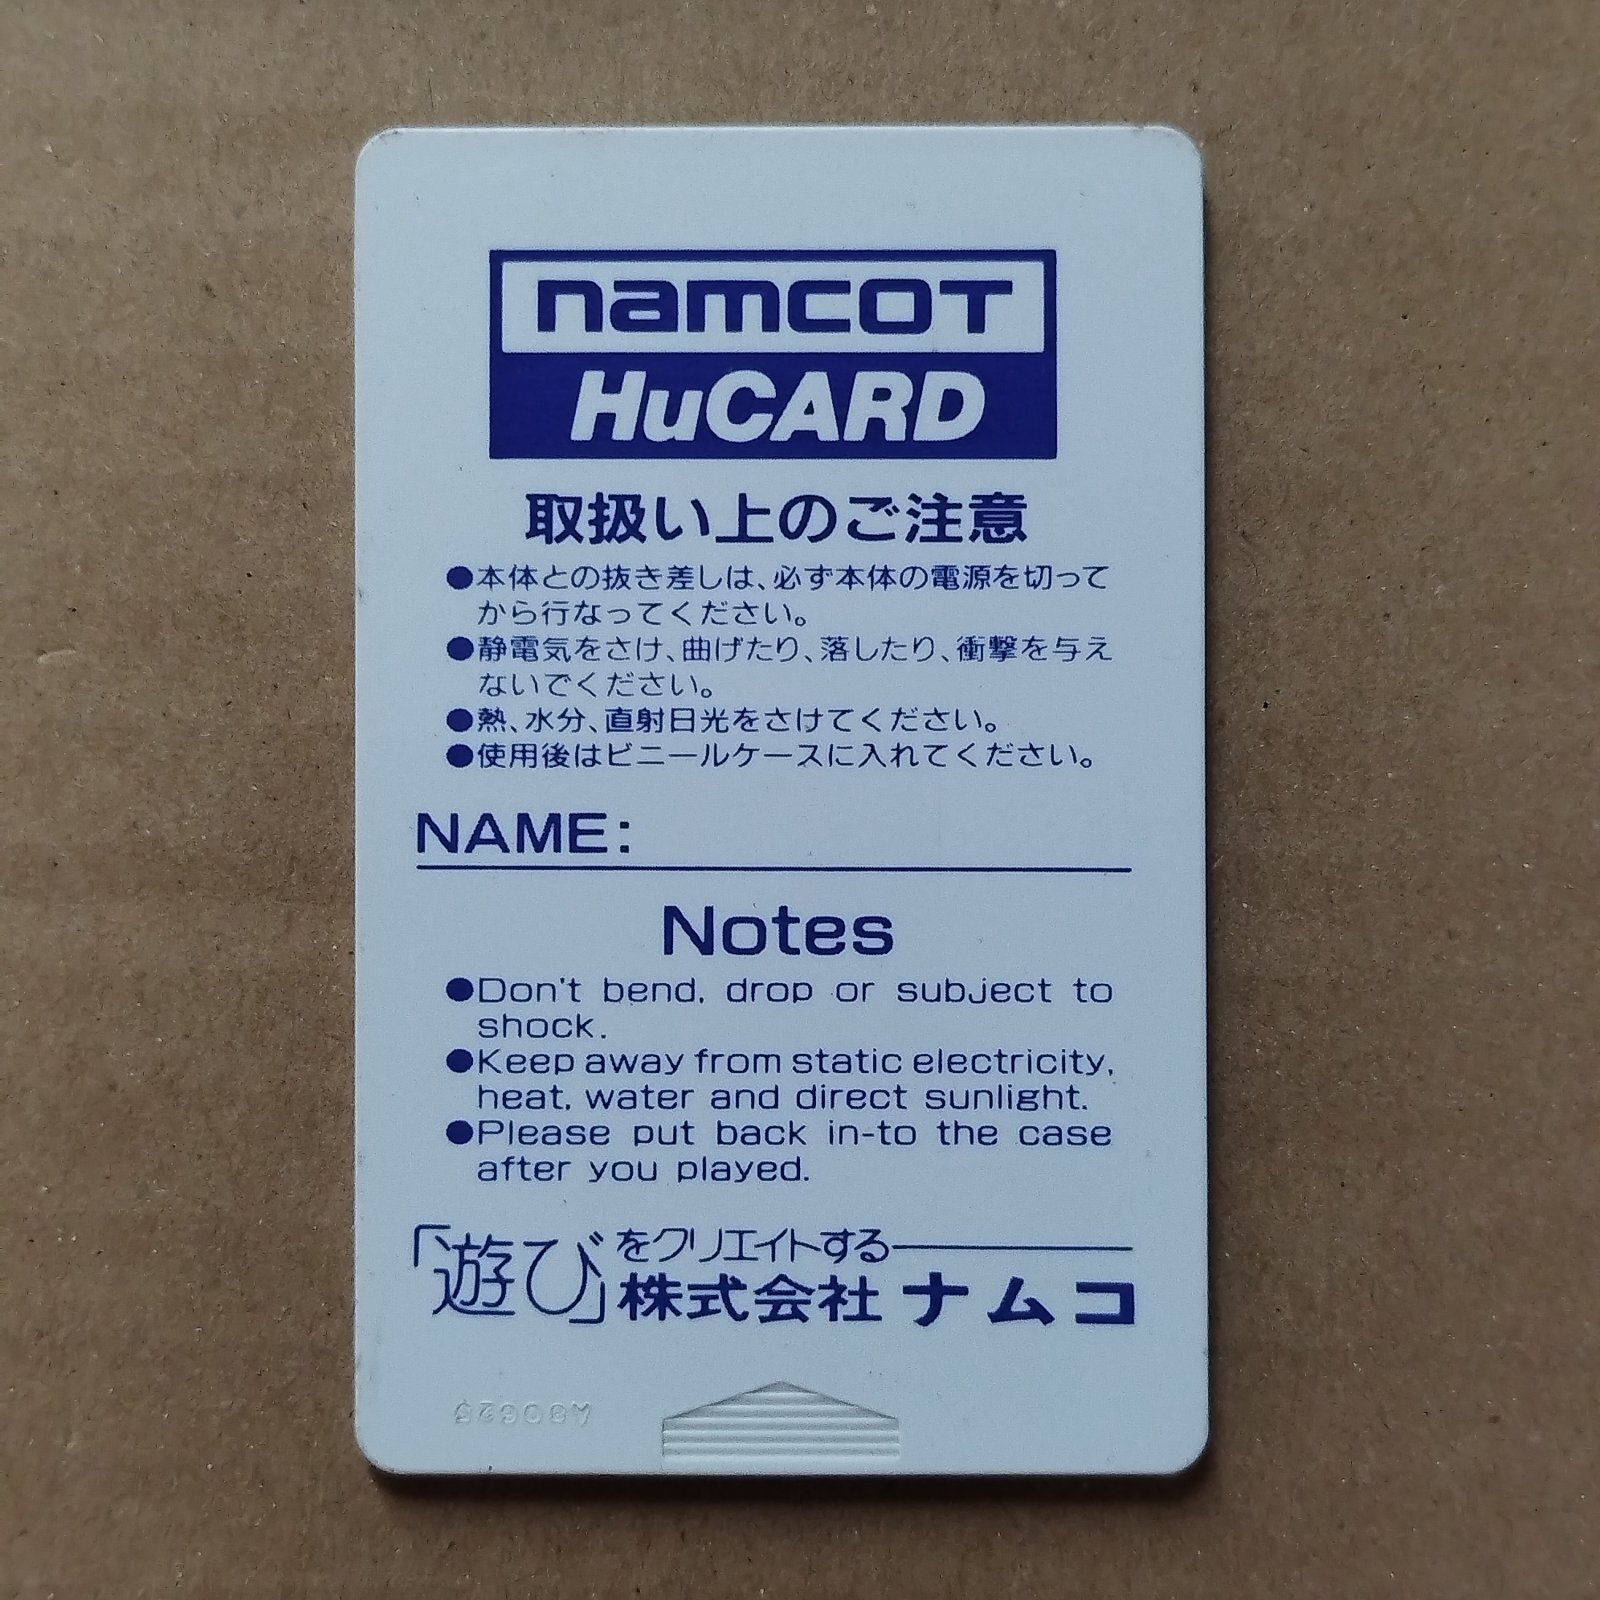 namcoT
HuCARD
取扱い上のご注意
●本体との抜き差しは、必ず本体の電源を切って
から行なってください。
●静電気をさけ、曲げたり、落したり、衝撃を与え
ないでください。
●熱、水分、直射日光をさけてください。
●使用後はビニールケースに入れてください。
NAME:
Notes
●Don't bend, drop or subject to
shock.
●Keep away from static electricity,
heat, water and direct sunlight.
●Please put back in-to the case
after you played.
「遊び」をクリエイトする
株式会社 ナムコ